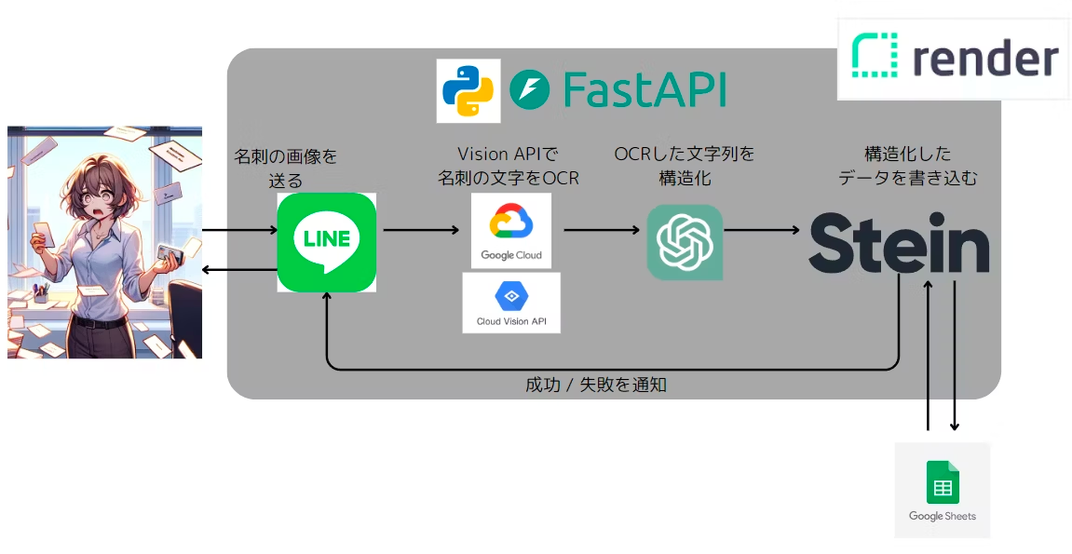 render
FastAPI
名刺の画像を
送る
Vision APIで
名刺の文字をOCR
OCRした文字列を
構造化
構造化した
データを書き込む
LINE
Google Cloud
Cloud Vision API
Stein
成功 / 失敗を通知
Google Sheets